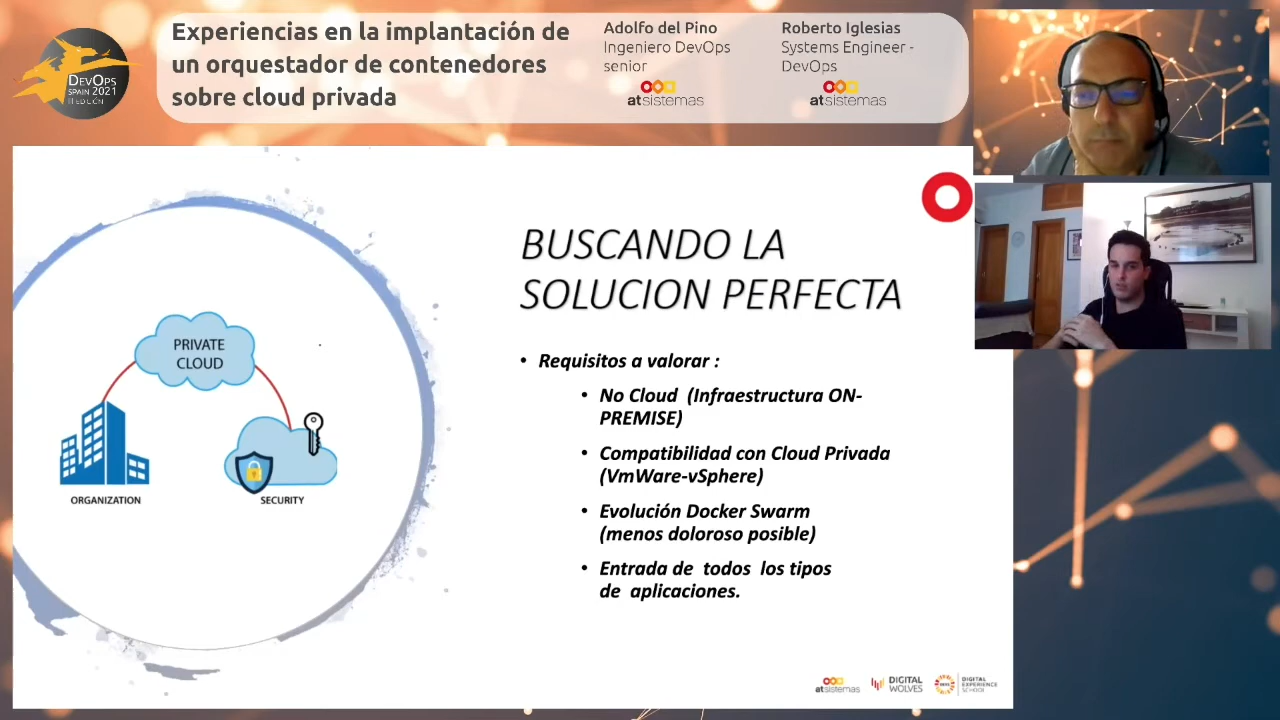 Experiencias en la implantación de
un orquestador de contenedores
sobre cloud privada
Adolfo del Pino
Ingeniero DevOps
senior
atsistemas
Roberto Iglesias
Systems Engineer -
DevOps
atsistemas
DEVOPS
SPAIN 2021
III EDICIÓN
BUSCANDO LA
SOLUCION PERFECTA
• Requisitos a valorar :
• No Cloud (Infraestructura ON-
PREMISE)
• Compatibilidad con Cloud Privada
(VmWare-vSphere)
• Evolución Docker Swarm
(menos doloroso posible)
• Entrada de todos los tipos
de aplicaciones.
PRIVATE
CLOUD
ORGANIZATION
SECURITY
atsistemas
DIGITAL
WOLVES
DIGITAL
EXPERIENCE
SCHOOL